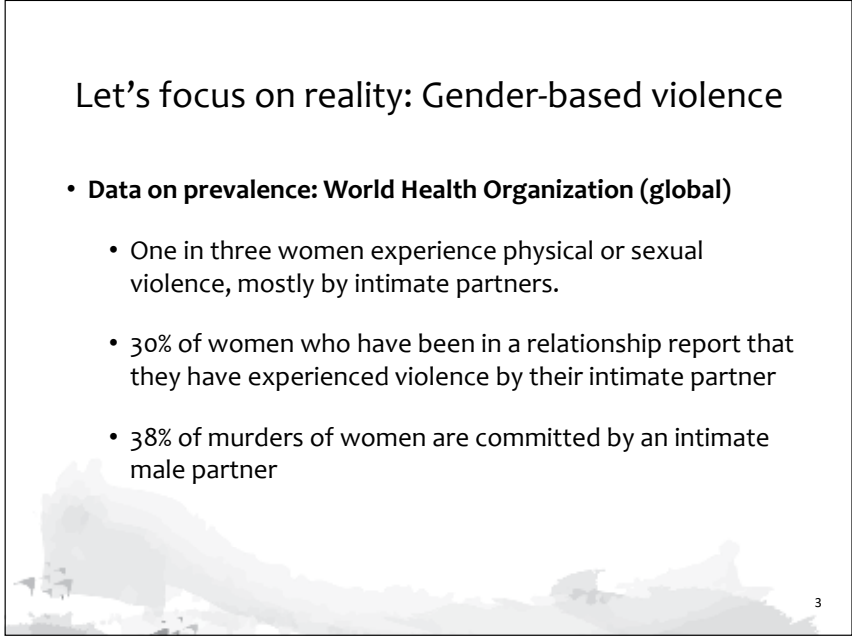 Let’s focus on reality: Gender-based violence
• Data on prevalence: World Health Organization (global)
• One in three women experience physical or sexual
violence, mostly by intimate partners.
• 30% of women who have been in a relationship report that
they have experienced violence by their intimate partner
• 38% of murders of women are committed by an intimate
male partner
3